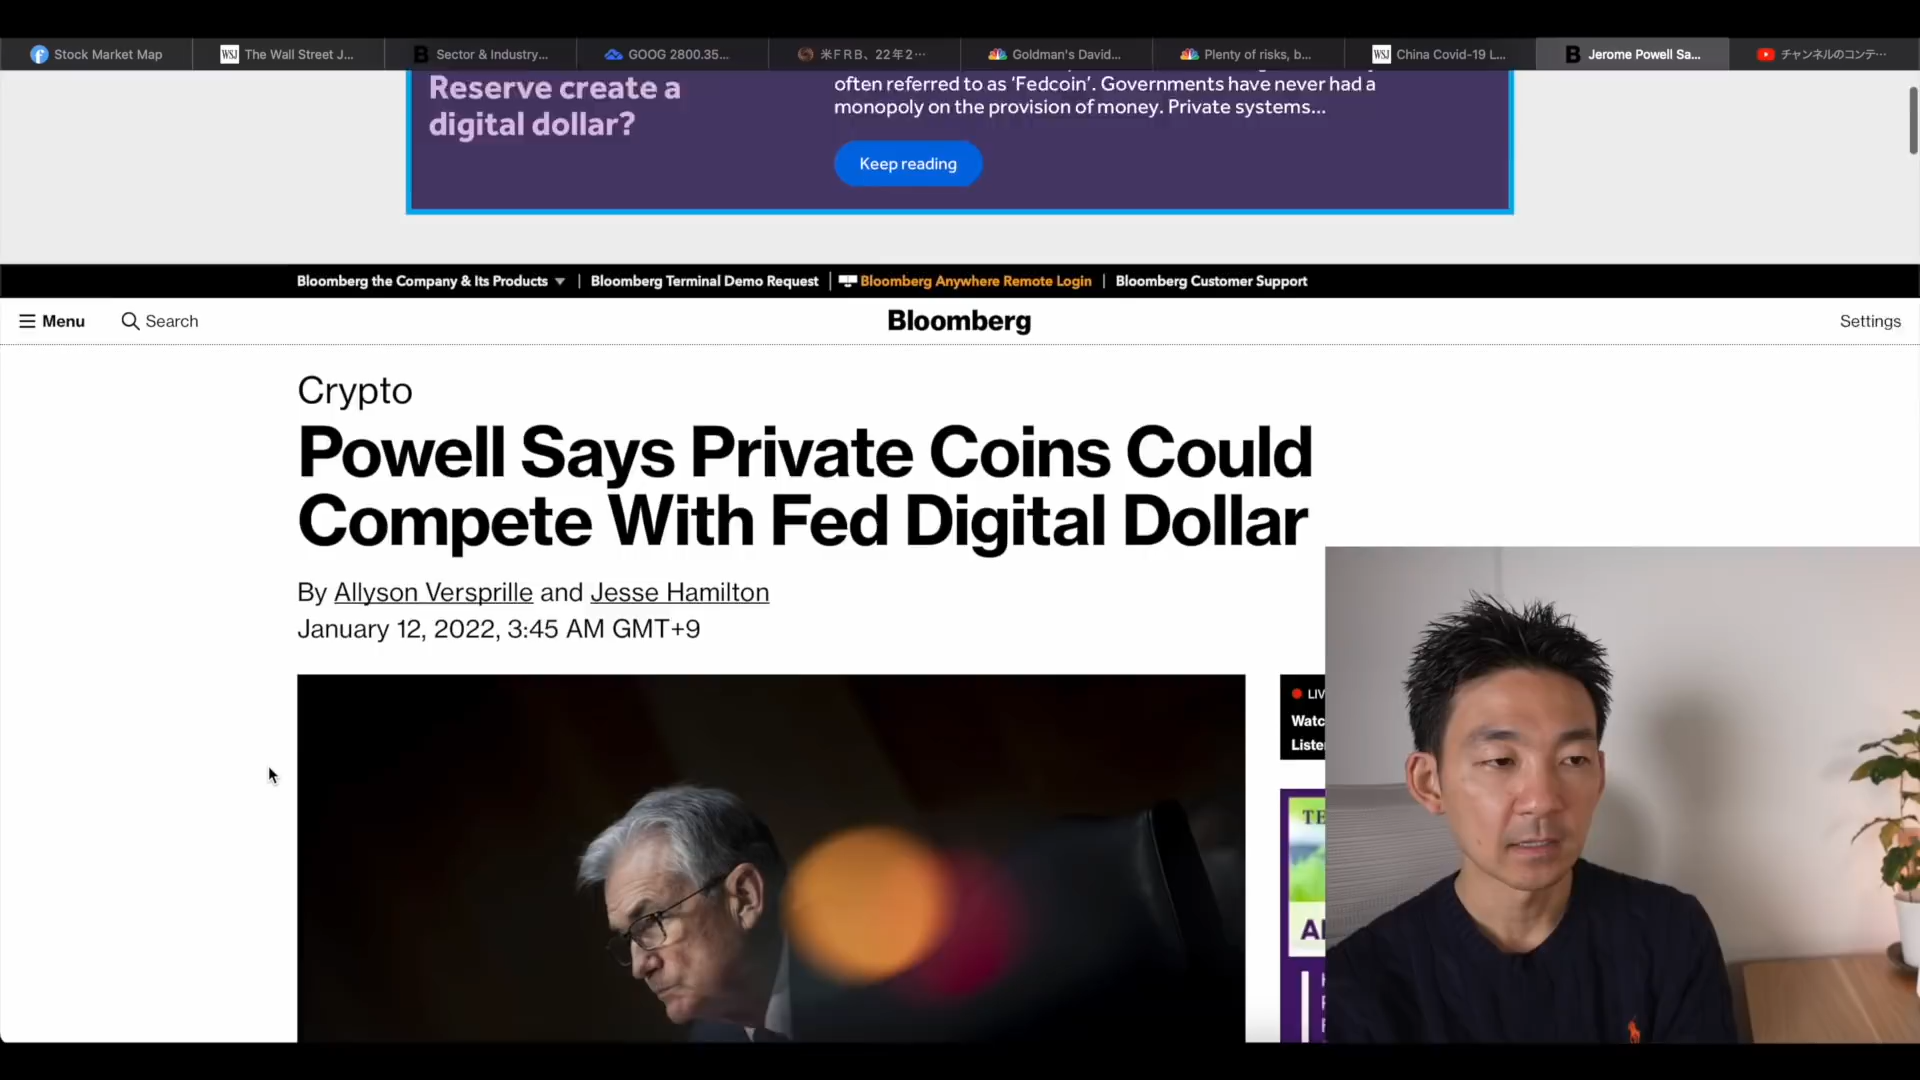 Stock Market Map
WSJ The Wall Street J...
B Sector & Industry...
GOOG 2800.35...
米FRB、22年2…
Goldman's David...
Plenty of risks, b...
WSJ China Covid-19 L...
B Jerome Powell Sa...
チャンネルのコンテ…
Reserve create a
digital dollar?
often referred to as ‘Fedcoin’. Governments have never had a
monopoly on the provision of money. Private systems...
Keep reading
Bloomberg the Company & Its Products
Bloomberg Terminal Demo Request
Bloomberg Anywhere Remote Login
Bloomberg Customer Support
Menu
Search
Bloomberg
Settings
Crypto
Powell Says Private Coins Could
Compete With Fed Digital Dollar
By Allyson Versprille and Jesse Hamilton
January 12, 2022, 3:45 AM GMT+9